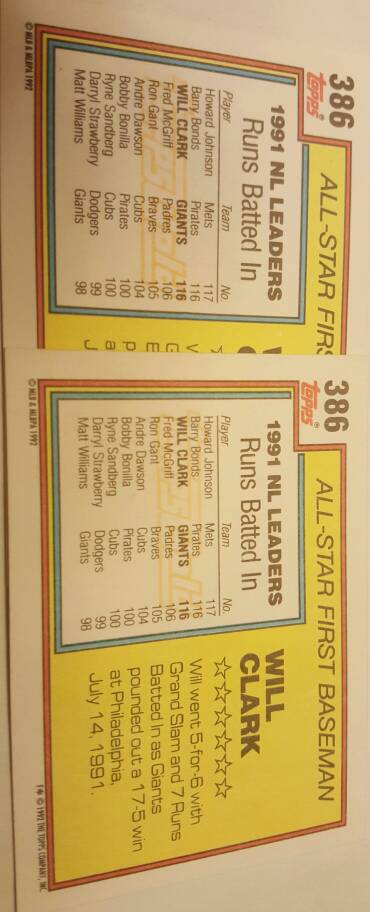 386
Topps®
ALL-STAR FIRS
1991 NL LEADERS
Runs Batted In
Player Team No.
Howard Johnson Mets 117
Barry Bonds Pirates 116
WILL CLARK GIANTS 116
Fred McGriff Padres 106
Ron Gant Braves 105
Andre Dawson Cubs 104
Bobby Bonilla Pirates 100
Ryne Sandberg Cubs 100
Darryl Strawberry Dodgers 99
Matt Williams Giants 98
© MLB & MLBPA 1992
386
Topps®
ALL-STAR FIRST BASEMAN
1991 NL LEADERS
Runs Batted In
Player Team No.
Howard Johnson Mets 117
Barry Bonds Pirates 116
WILL CLARK GIANTS 116
Fred McGriff Padres 106
Ron Gant Braves 105
Andre Dawson Cubs 104
Bobby Bonilla Pirates 100
Ryne Sandberg Cubs 100
Darryl Strawberry Dodgers 99
Matt Williams Giants 98
WILL
CLARK
Will went 5-for-6 with
Grand Slam and 7 Runs
Batted In as Giants
pounded out a 17-5 win
at Philadelphia,
July 14, 1991.
© MLB & MLBPA 1992
© 1992 THE TOPPS COMPANY, INC.